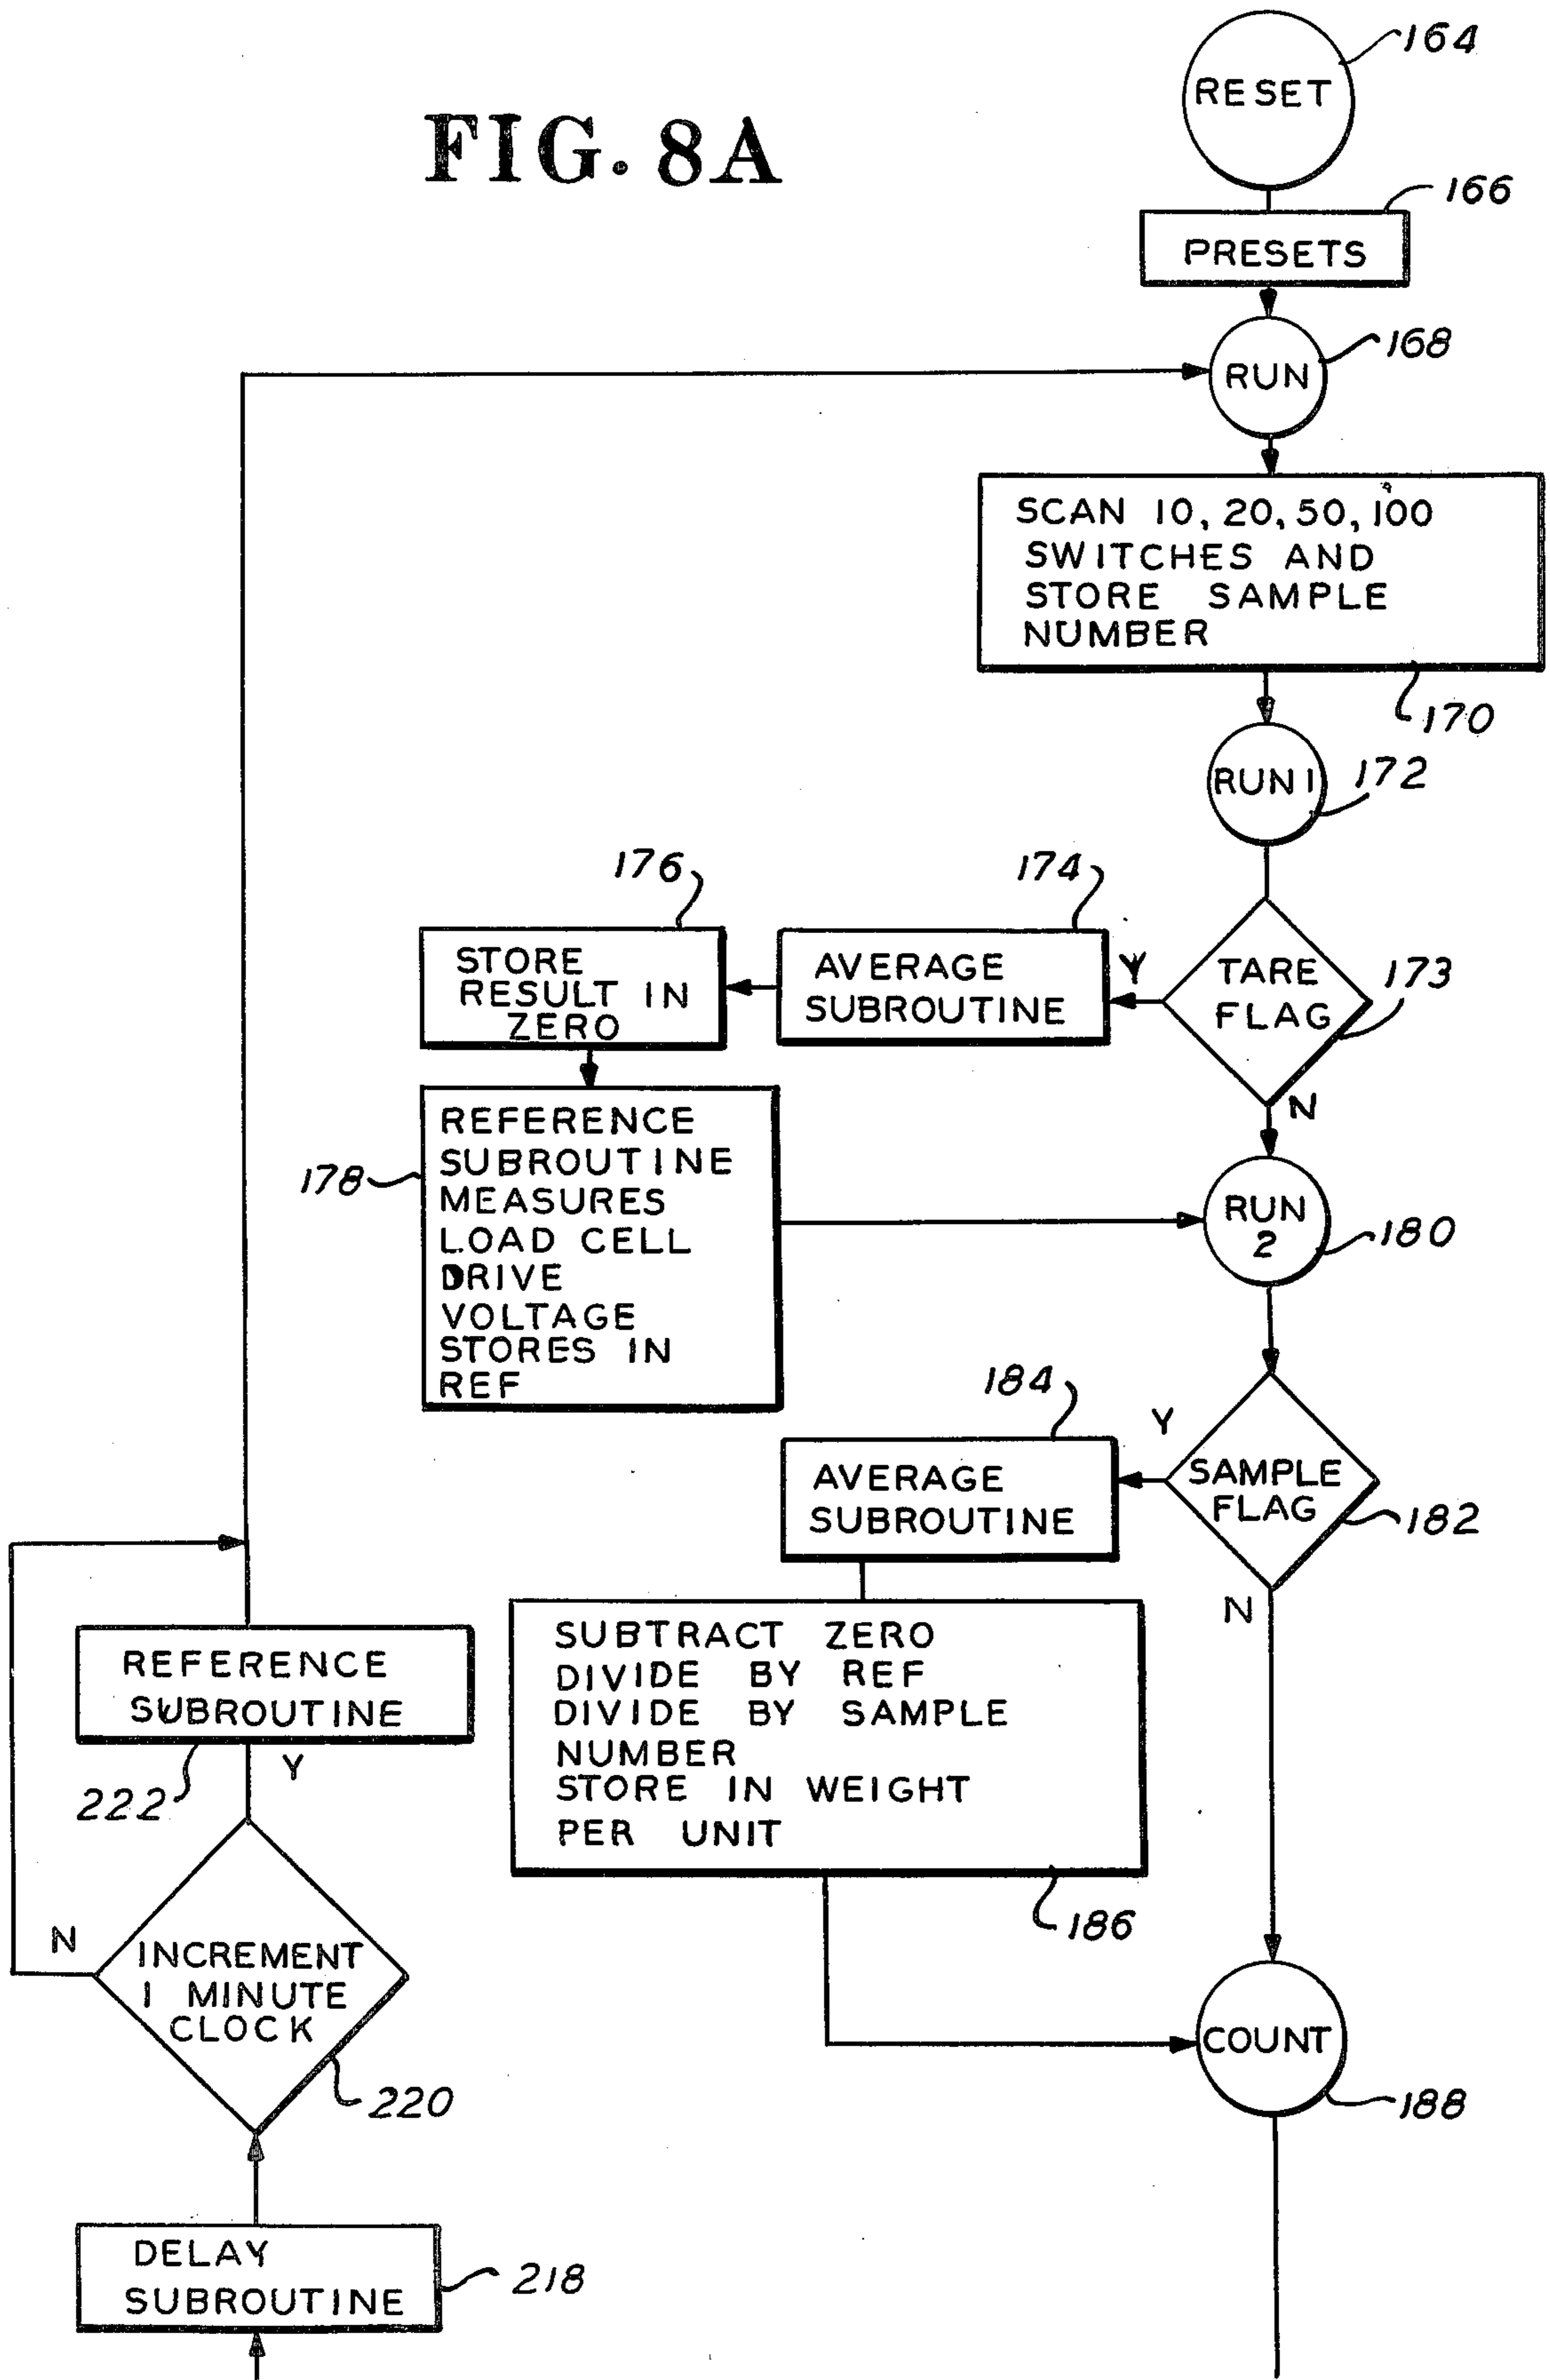 FIG. 8A
RESET
164
PRESETS
166
RUN
168
SCAN 10, 20, 50, 100
SWITCHES AND
STORE SAMPLE
NUMBER
170
RUN 1
172
TARE
FLAG
173
Y
N
AVERAGE
SUBROUTINE
174
STORE
RESULT IN
ZERO
176
REFERENCE
SUBROUTINE
MEASURES
LOAD CELL
DRIVE
VOLTAGE
STORES IN
REF
178
RUN
2
180
SAMPLE
FLAG
182
Y
N
AVERAGE
SUBROUTINE
184
SUBTRACT ZERO
DIVIDE BY REF
DIVIDE BY SAMPLE
NUMBER
STORE IN WEIGHT
PER UNIT
186
COUNT
188
REFERENCE
SUBROUTINE
222
Y
N
INCREMENT
1 MINUTE
CLOCK
220
DELAY
SUBROUTINE
218